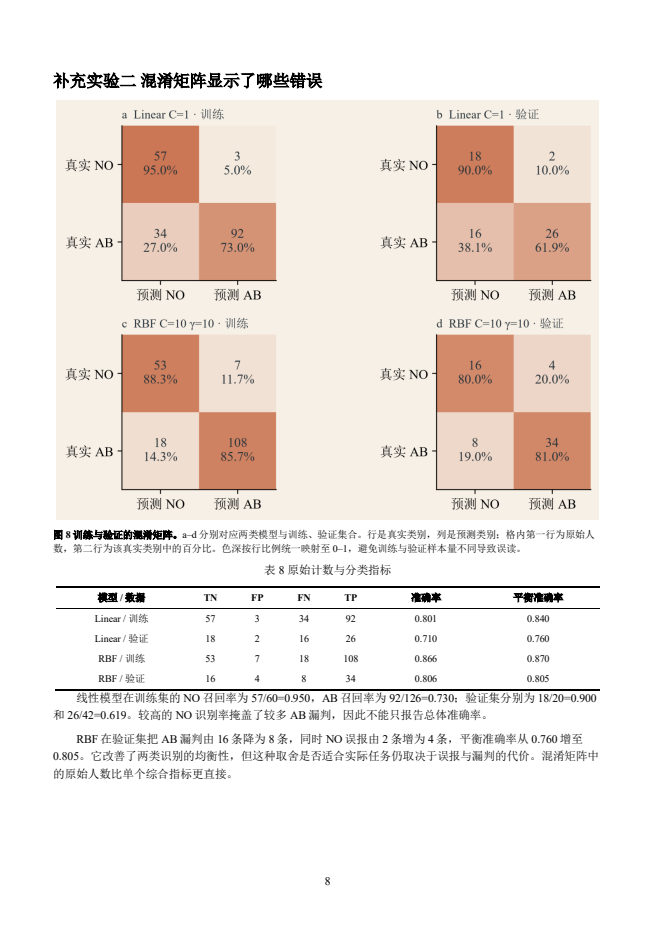 补充实验二 混淆矩阵显示了哪些错误
a Linear C=1 · 训练
真实 NO
57
95.0%
3
5.0%
真实 AB
34
27.0%
92
73.0%
预测 NO 预测 AB
b Linear C=1 · 验证
真实 NO
18
90.0%
2
10.0%
真实 AB
16
38.1%
26
61.9%
预测 NO 预测 AB
c RBF C=10 γ=10 · 训练
真实 NO
53
88.3%
7
11.7%
真实 AB
18
14.3%
108
85.7%
预测 NO 预测 AB
d RBF C=10 γ=10 · 验证
真实 NO
16
80.0%
4
20.0%
真实 AB
8
19.0%
34
81.0%
预测 NO 预测 AB
图 8 训练与验证的混淆矩阵。a–d 分别对应两类模型与训练、验证集合。行是真实类别，列是预测类别；格内第一行为原始人
数，第二行为该真实类别中的百分比。色深按行比例统一映射至 0–1，避免训练与验证样本量不同导致误读。
表 8 原始计数与分类指标
模型 / 数据 TN FP FN TP 准确率 平衡准确率
Linear / 训练 57 3 34 92 0.801 0.840
Linear / 验证 18 2 16 26 0.710 0.760
RBF / 训练 53 7 18 108 0.866 0.870
RBF / 验证 16 4 8 34 0.806 0.805
线性模型在训练集的 NO 召回率为 57/60=0.950，AB 召回率为 92/126=0.730；验证集分别为 18/20=0.900
和 26/42=0.619。较高的 NO 识别率掩盖了较多 AB 漏判，因此不能只报告总体准确率。
RBF 在验证集把 AB 漏判由 16 条降为 8 条，同时 NO 误报由 2 条增为 4 条，平衡准确率从 0.760 增至
0.805。它改善了两类识别的均衡性，但这种取舍是否适合实际任务仍取决于误报与漏判的代价。混淆矩阵中
的原始人数比单个综合指标更直接。
8